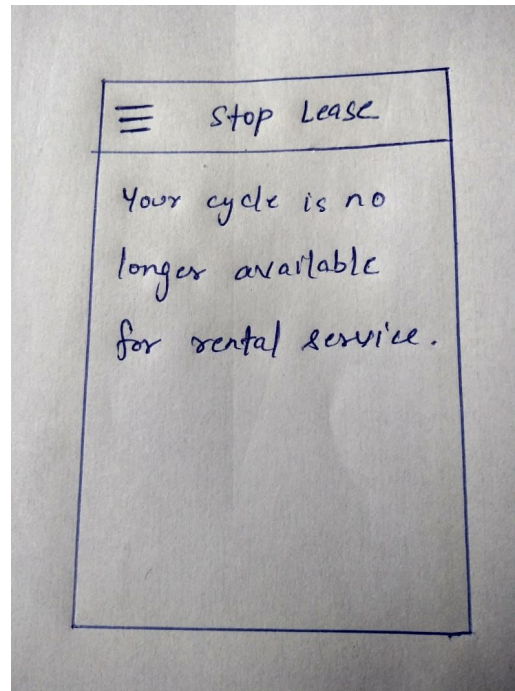 Stop Lease
Your cycle is no
longer available
for rental service.